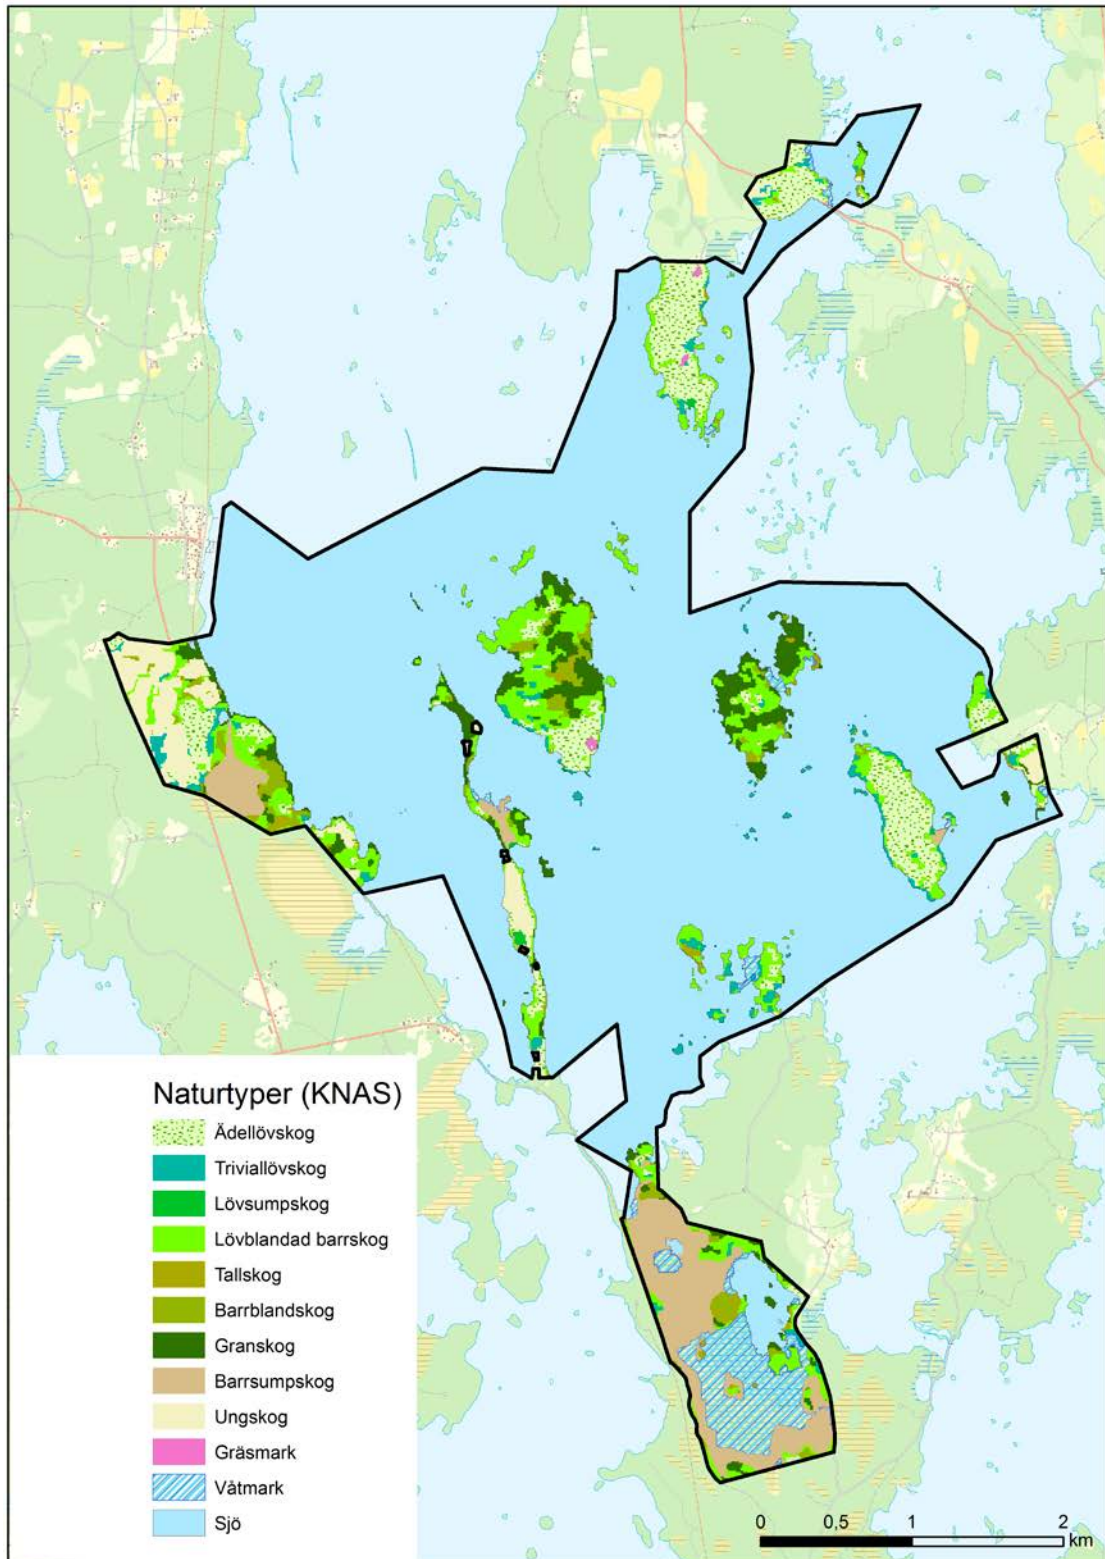 Naturtyper (KNAS)
Ädellövskog
Triviallövskog
Lövsumpskog
Lövblandad barrskog
Tallskog
Barrblandskog
Granskog
Barrsumpskog
Ungskog
Gräsmark
Våtmark
Sjö
0 0,5 1 2
km